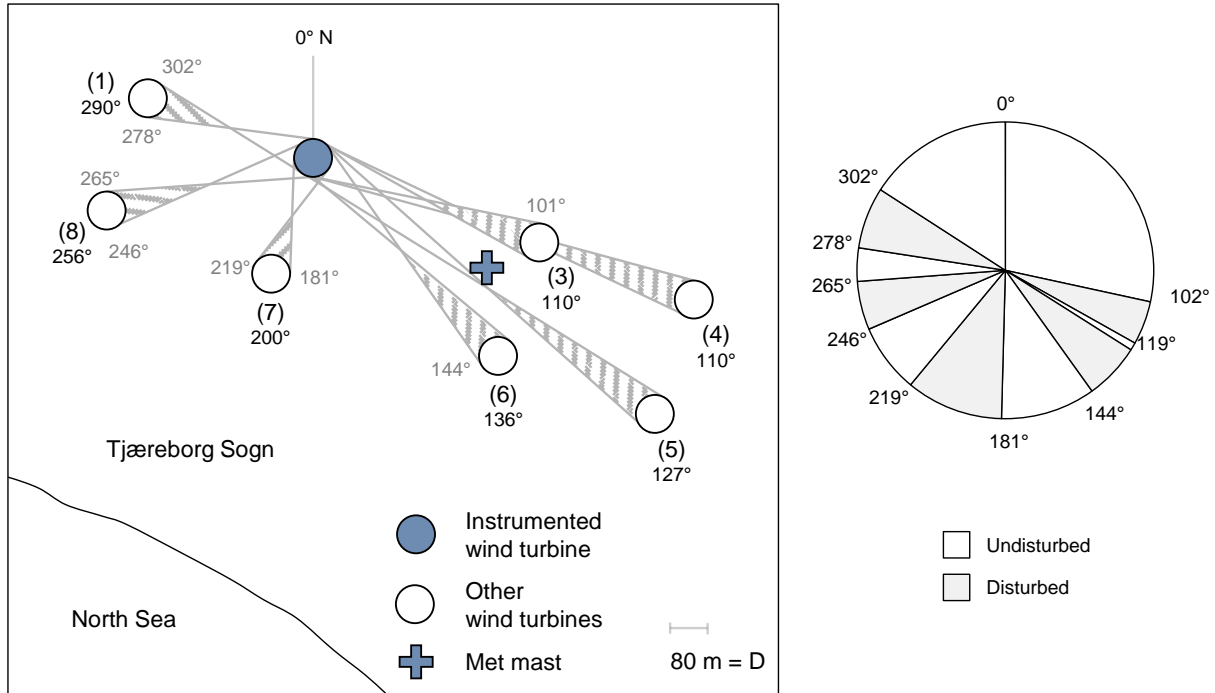 0° N
302°
(1)
290°
278°
265°
(8)
256°
246°
219°
181°
(7)
200°
101°
(3)
110°
(4)
110°
144°
(6)
136°
(5)
127°
Tjæreborg Sogn
North Sea
Instrumented
wind turbine
Other
wind turbines
Met mast
80 m = D
0°
302°
278°
265°
246°
219°
181°
144°
119°
102°
Undisturbed
Disturbed